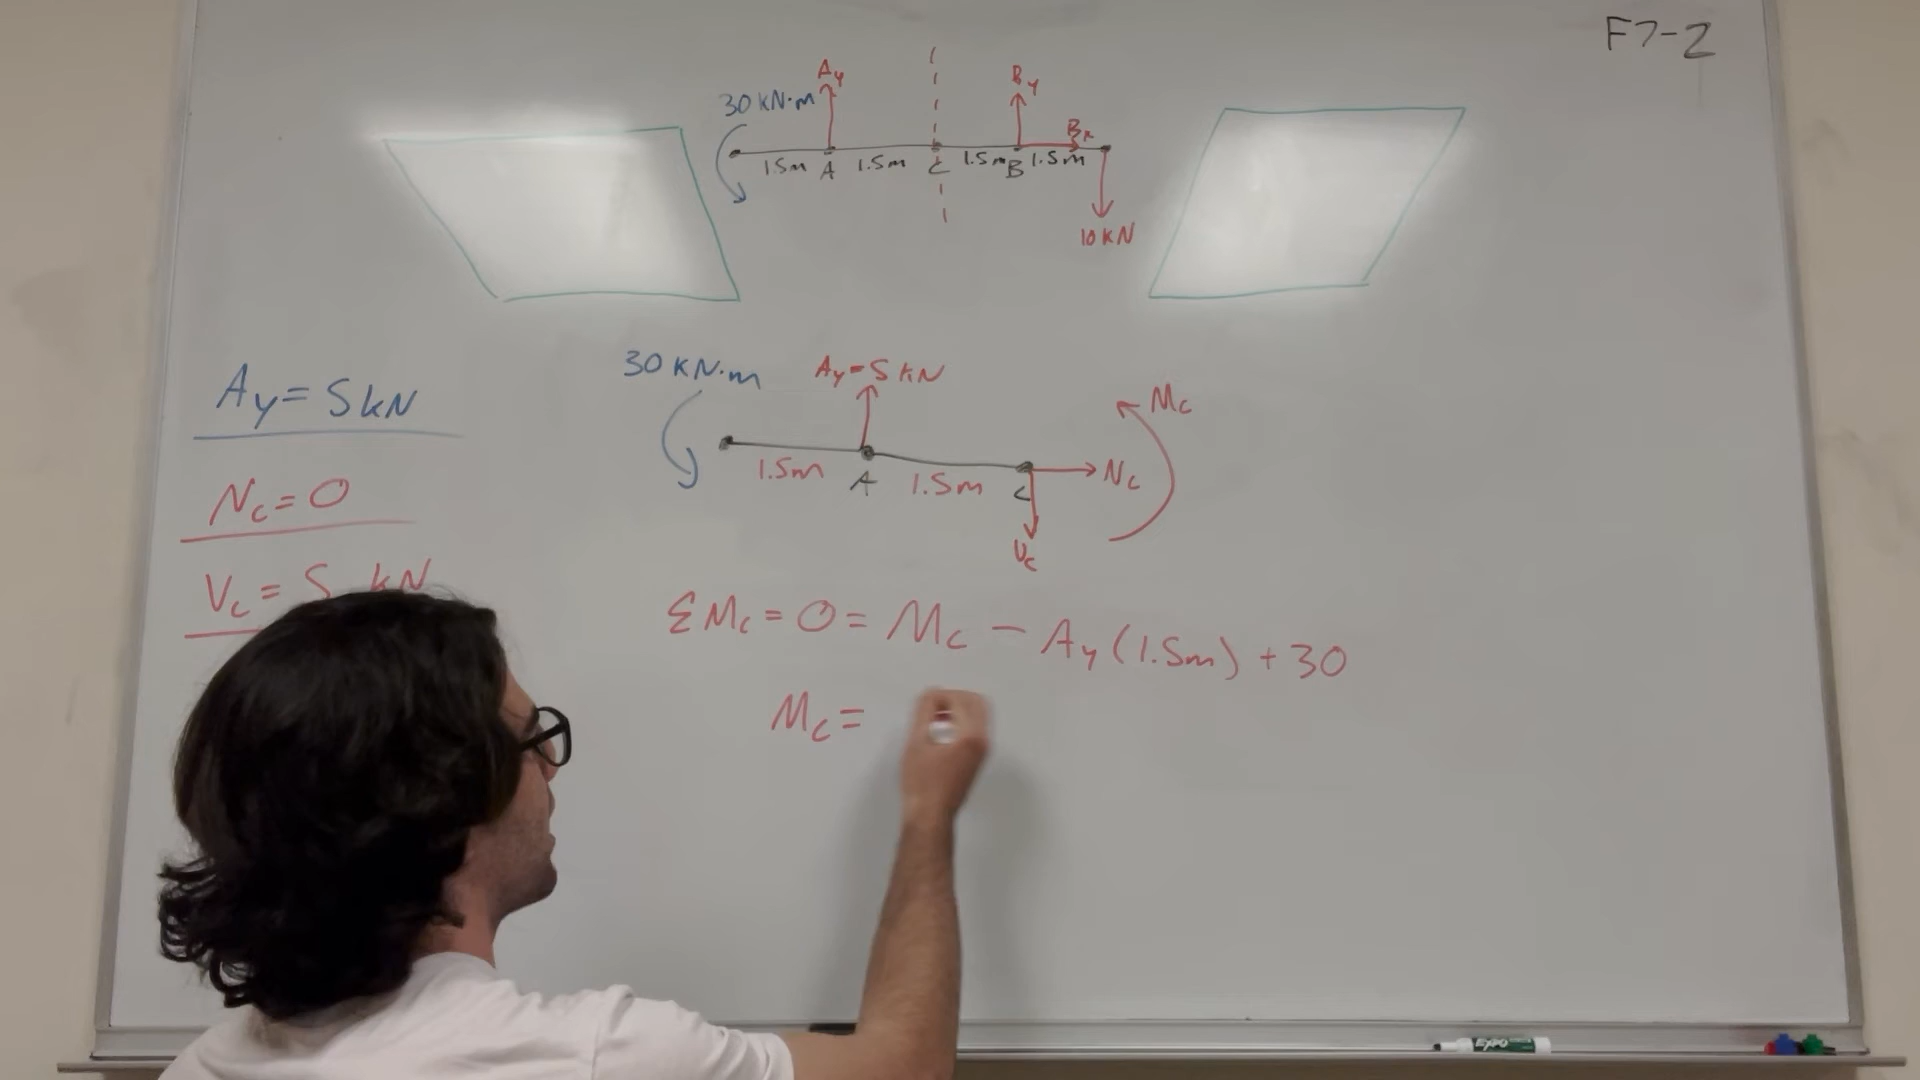 F7-2
Ay
By
30 kN·m
Bx
1.5m A 1.5m C 1.5m B 1.5m
10 kN
30 kN·m
Ay=5 kN
Mc
Ay=5kN
1.5m A 1.5m C
Nc
Nc=0
Vc
Vc=5 kN
ΣMc=0=Mc - Ay(1.5m) +30
Mc=
EXPO